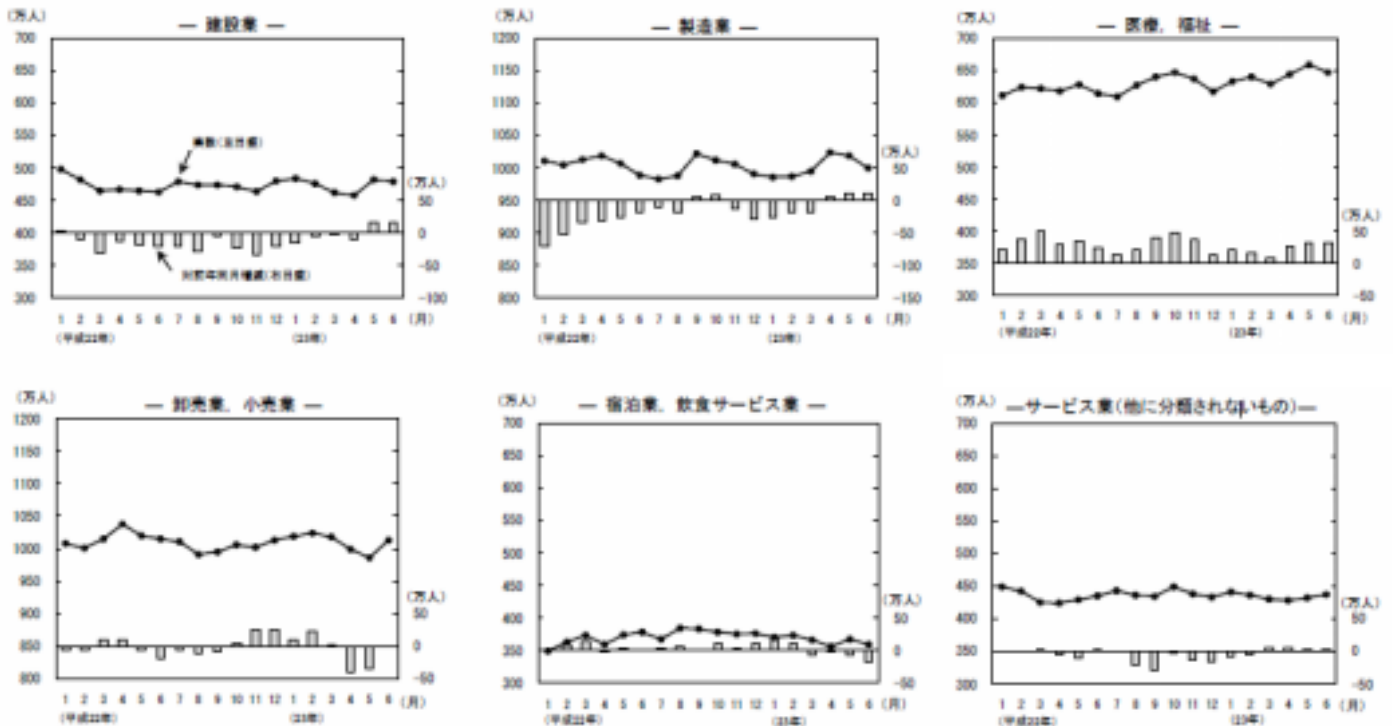 (万人)
― 建設業 ―
700
650
600
550
500
450
400
350
300
実数(左目盛)
対前年同月増減(右目盛)
(万人)
50
0
-50
-100
1 2 3 4 5 6 7 8 9 10 11 12 1 2 3 4 5 6 (月)
(平成22年) (23年)
(万人)
― 製造業 ―
1200
1150
1100
1050
1000
950
900
850
800
(万人)
50
0
-50
-100
-150
1 2 3 4 5 6 7 8 9 10 11 12 1 2 3 4 5 6 (月)
(平成22年) (23年)
(万人)
― 医療，福祉 ―
700
650
600
550
500
450
400
350
300
(万人)
50
0
-50
1 2 3 4 5 6 7 8 9 10 11 12 1 2 3 4 5 6 (月)
(平成22年) (23年)
(万人)
― 卸売業，小売業 ―
1200
1150
1100
1050
1000
950
900
850
800
(万人)
50
0
-50
1 2 3 4 5 6 7 8 9 10 11 12 1 2 3 4 5 6 (月)
(平成22年) (23年)
(万人)
― 宿泊業，飲食サービス業 ―
700
650
600
550
500
450
400
350
300
(万人)
50
0
-50
1 2 3 4 5 6 7 8 9 10 11 12 1 2 3 4 5 6 (月)
(平成22年) (23年)
(万人)
―サービス業(他に分類されないもの)―
700
650
600
550
500
450
400
350
300
(万人)
50
0
-50
1 2 3 4 5 6 7 8 9 10 11 12 1 2 3 4 5 6 (月)
(平成22年) (23年)